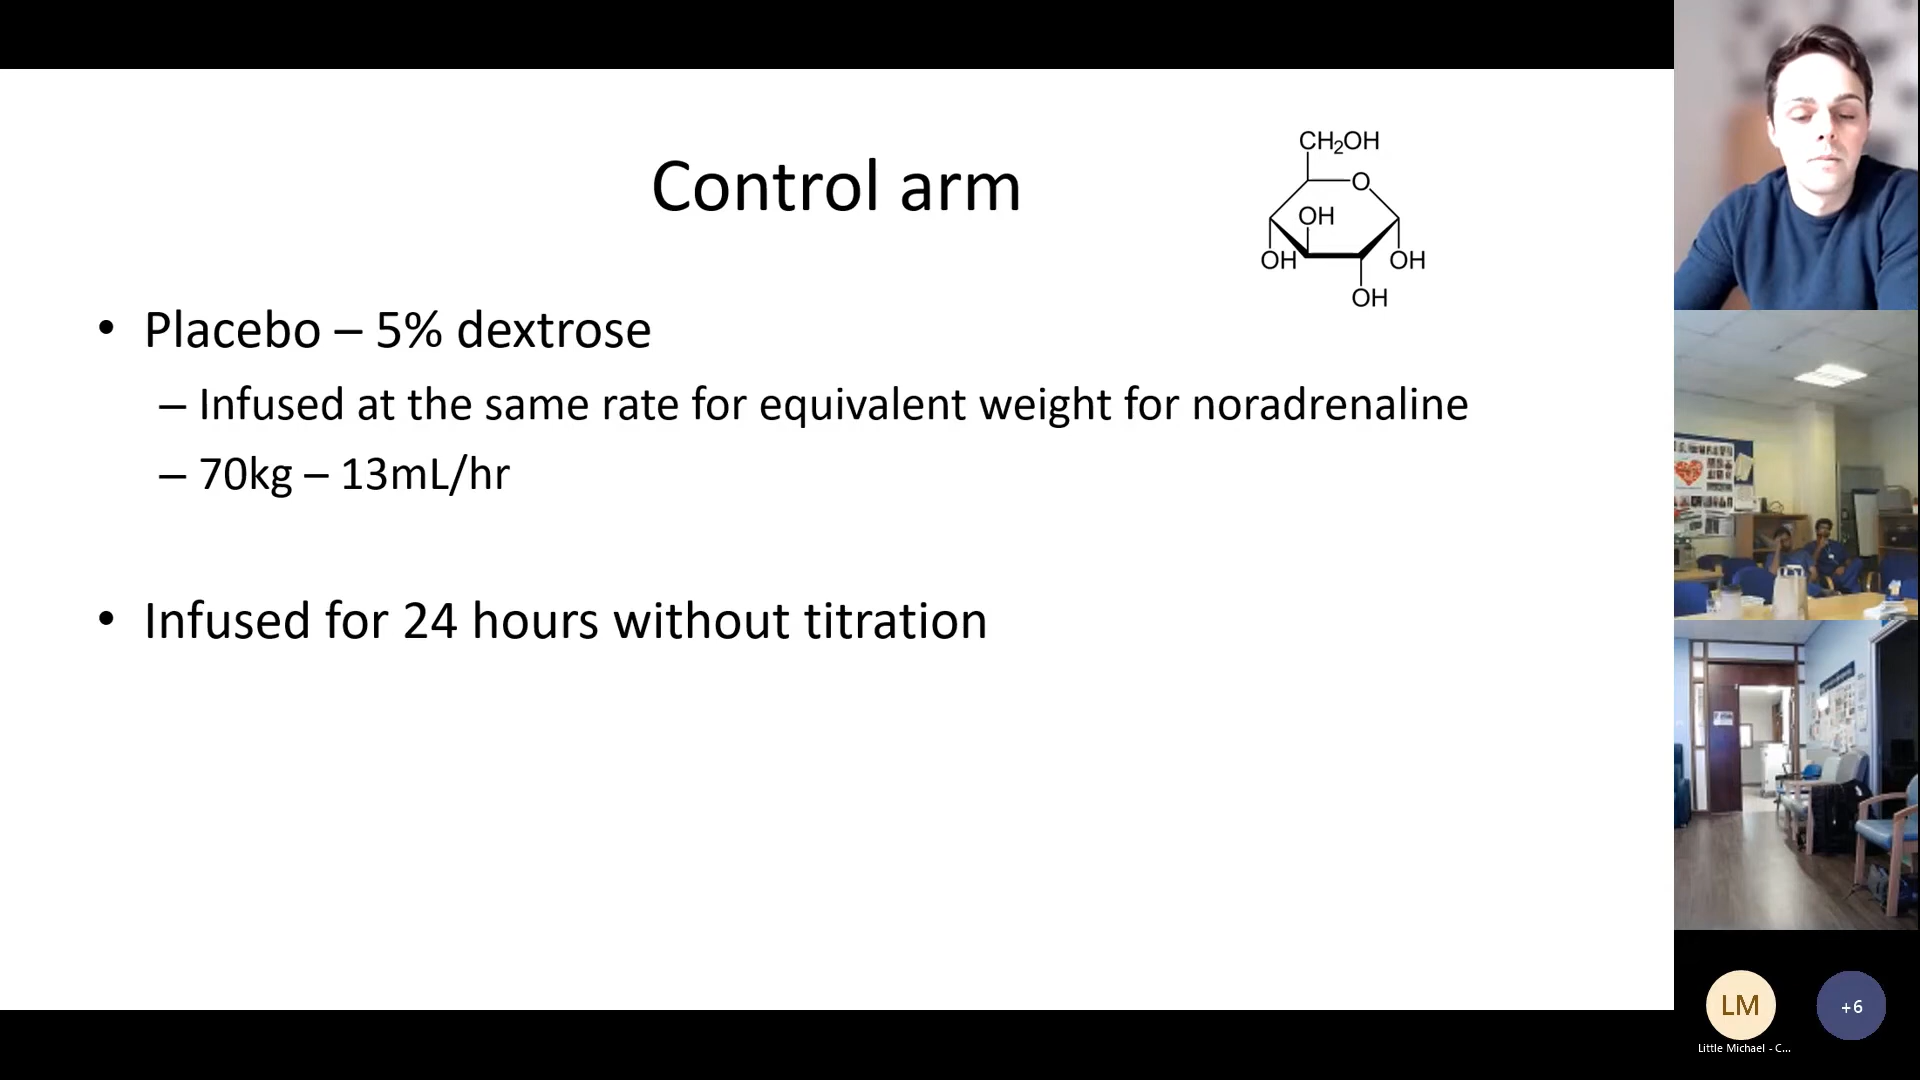 Control arm
CH2OH
O
OH
OH
OH
OH
• Placebo – 5% dextrose
– Infused at the same rate for equivalent weight for noradrenaline
– 70kg – 13mL/hr
• Infused for 24 hours without titration
LM
+6
Little Michael - C...